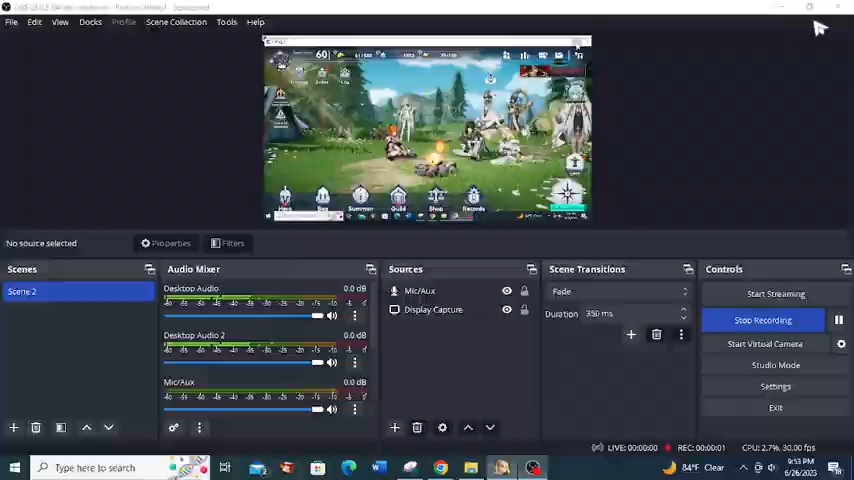 File Edit View Docks Profile Scene Collection Tools Help
60
Summon Guild Shop Records
No source selected Properties Filters
Scenes Audio Mixer Sources Scene Transitions Controls
Scene 2
Desktop Audio 0.0 dB
Desktop Audio 2 0.0 dB
Mic/Aux 0.0 dB
Mic/Aux
Display Capture
Fade
Duration 350 ms
Start Streaming
Stop Recording
Start Virtual Camera
Studio Mode
Settings
Exit
LIVE: 00:00:00 REC: 00:00:01 CPU: 2.7%, 30.00 fps
Type here to search
84°F Clear
9:53 PM
6/26/2023